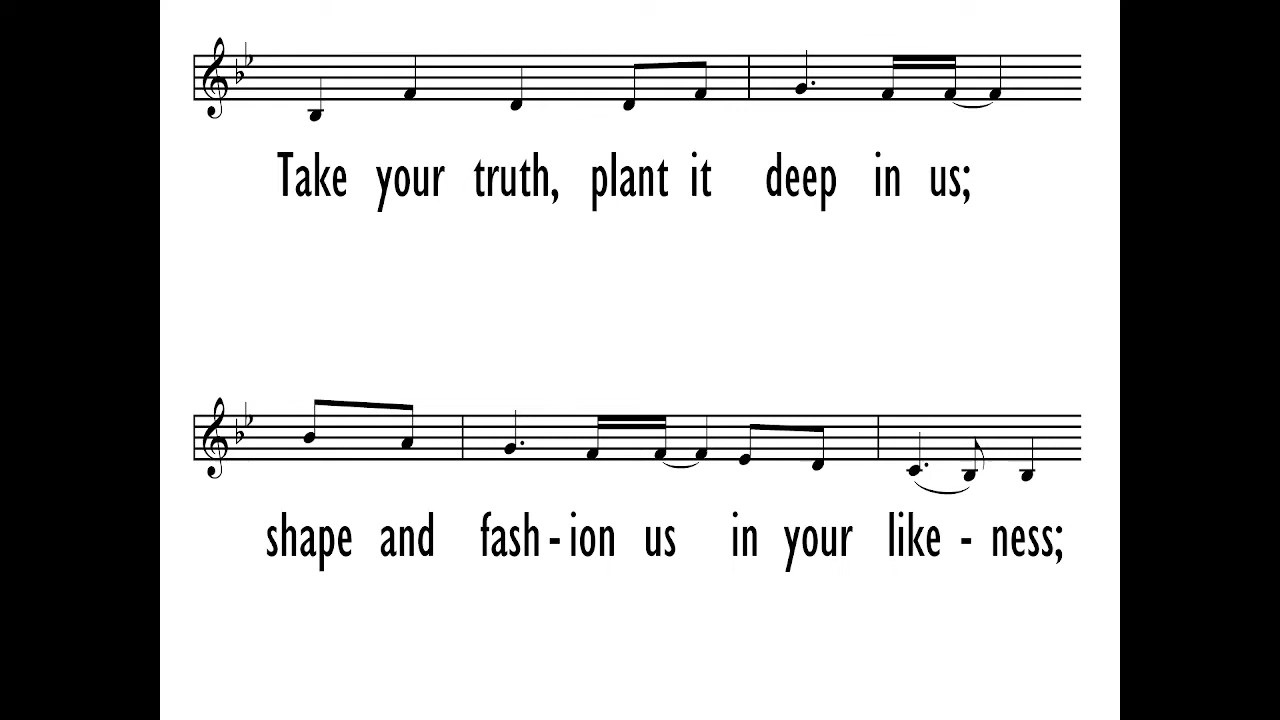 Take your truth, plant it deep in us;
shape and fash - ion us in your like - ness;